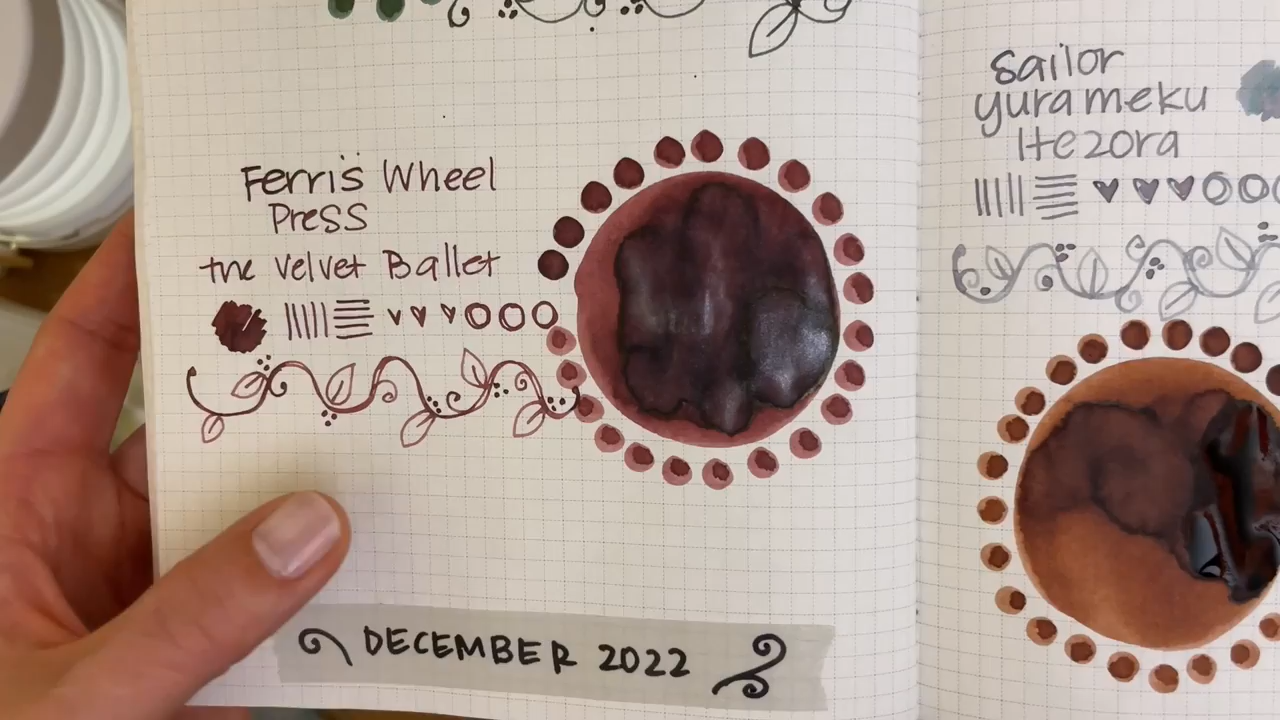 Ferris Wheel
Press
the Velvet Ballet
DECEMBER 2022
Sailor
yurameku
Itezora